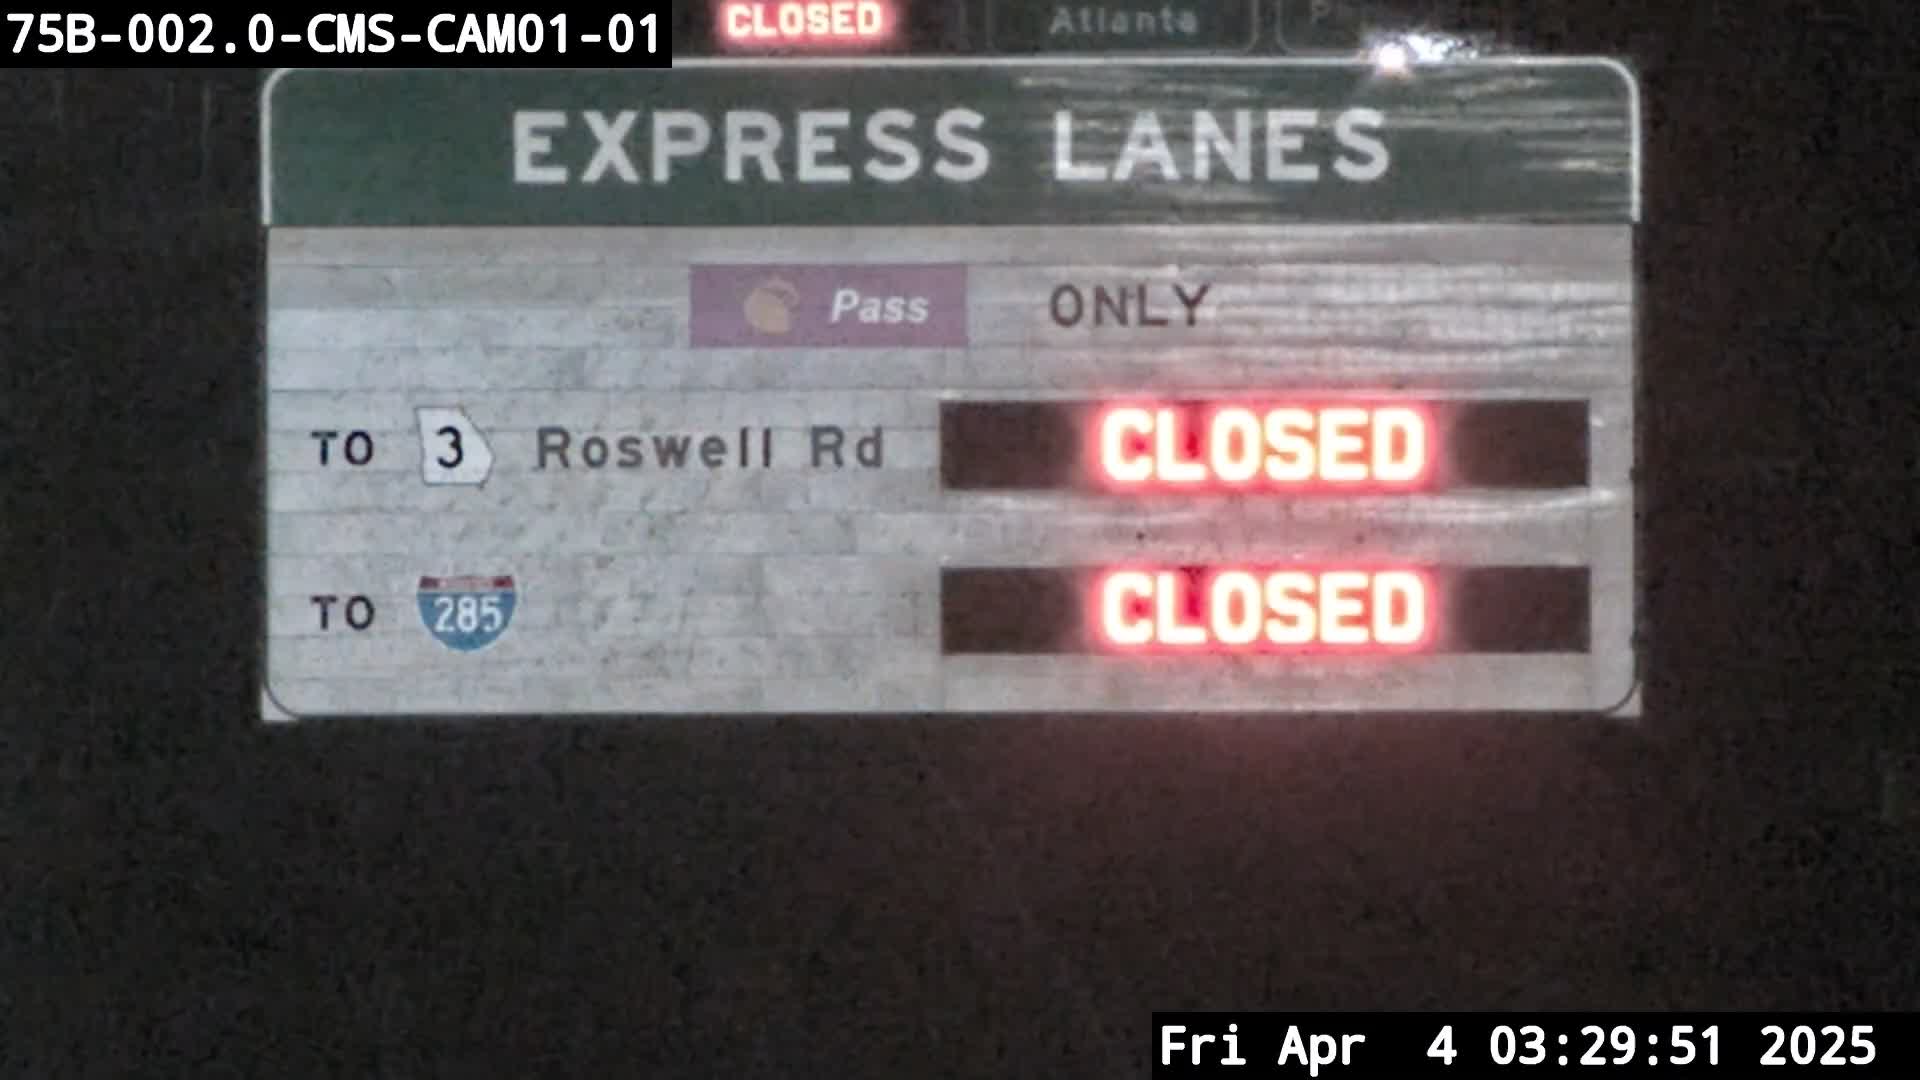 75B-002.0-CMS-CAM01-01
CLOSED
Atlanta
EXPRESS LANES
Pass ONLY
TO 3 Roswell Rd CLOSED
TO 285 CLOSED
Fri Apr 4 03:29:51 2025